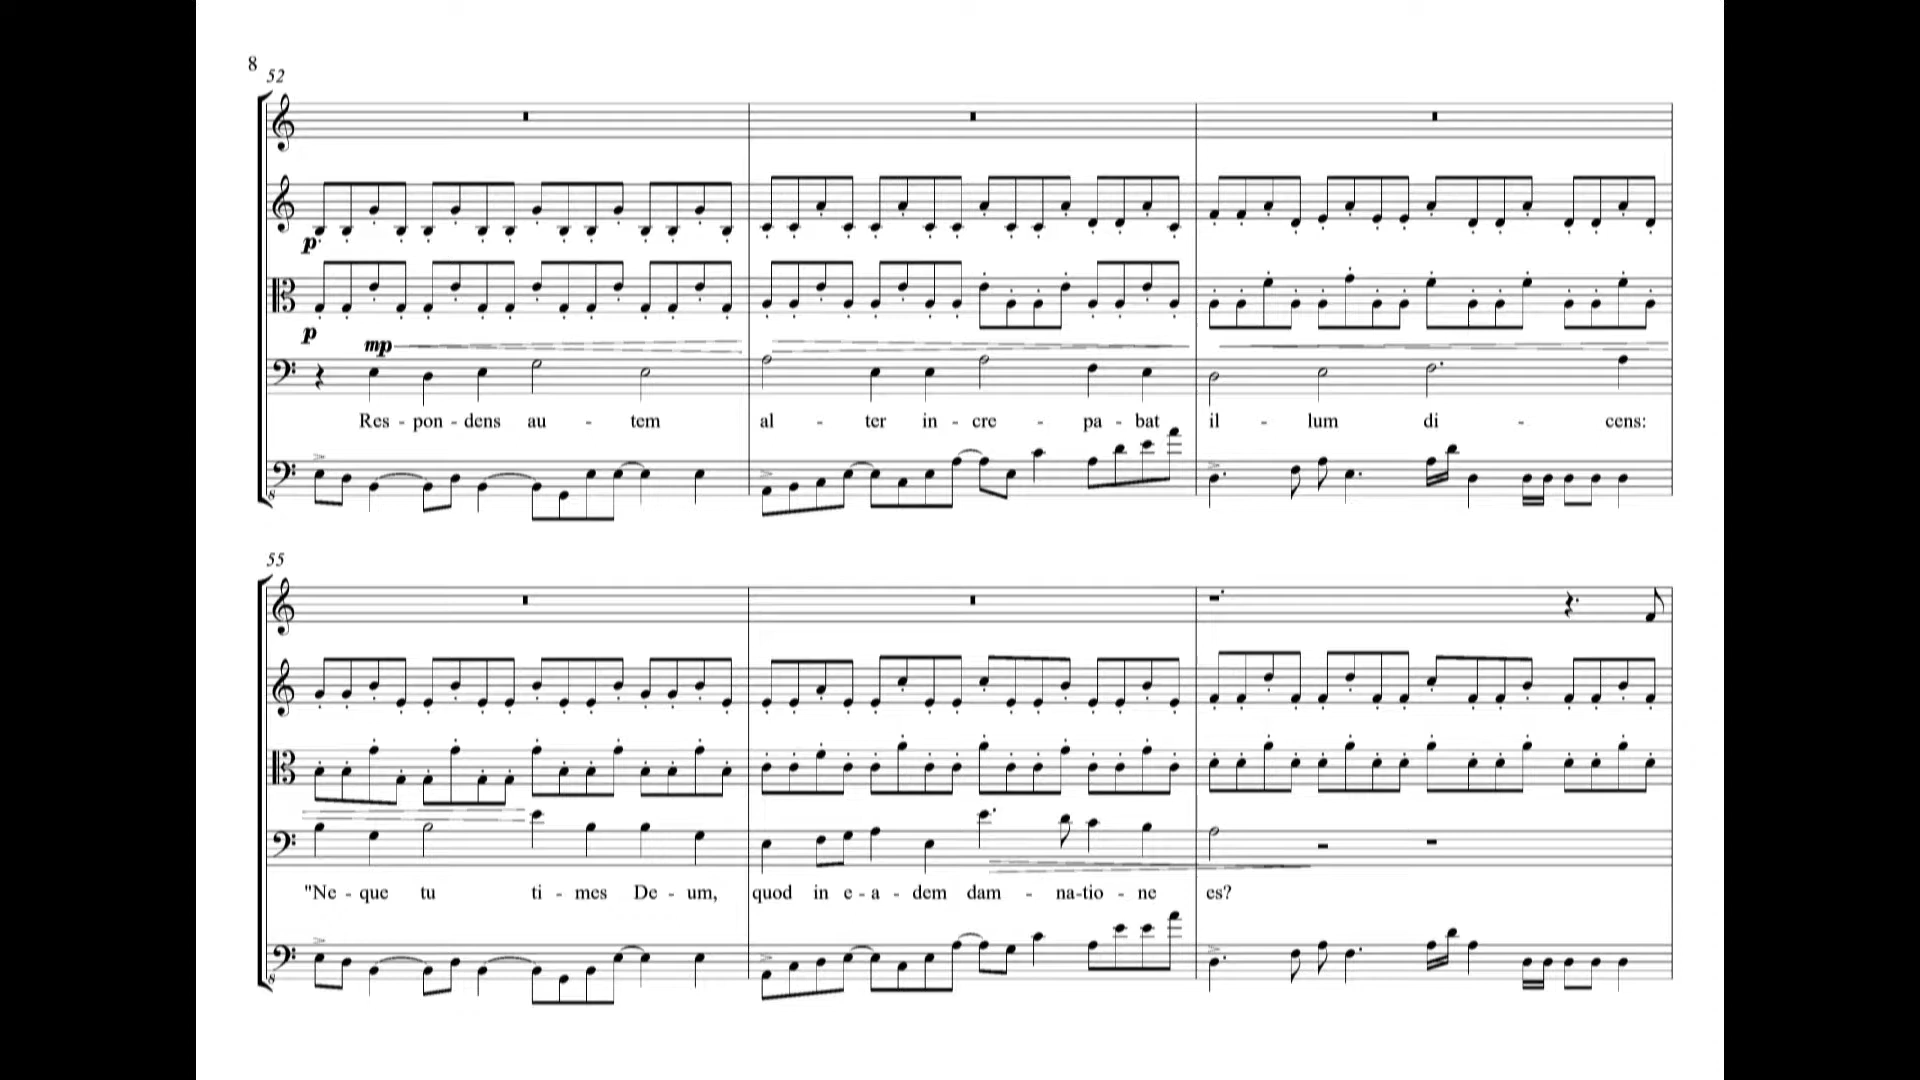 8
52
p
p
mp
Res - pon - dens au - tem al - ter in - cre - pa - bat il - lum di - cens:
55
"Ne - que tu ti - mes De - um, quod in e - a - dem dam - na - tio - ne es?